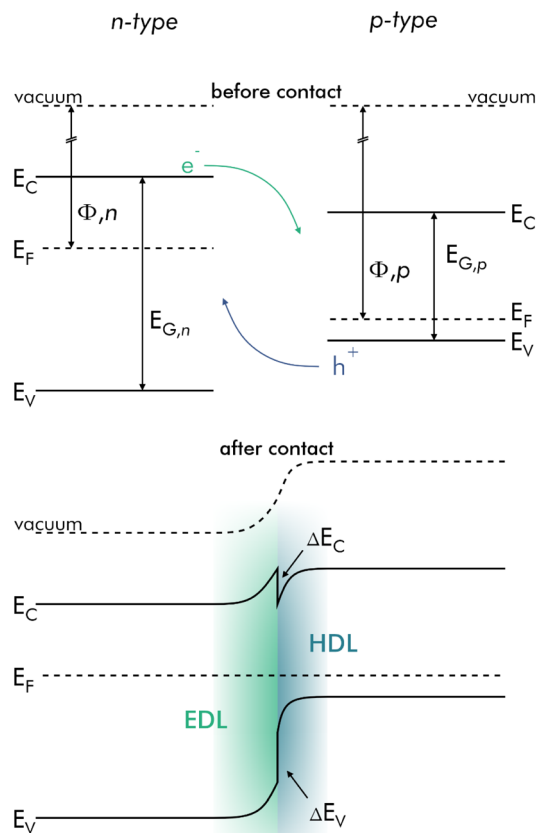 n-type
p-type
vacuum
before contact
vacuum
e⁻
E_C
E_C
Φ,n
E_F
Φ,p
E_G,p
E_G,n
E_F
E_V
h⁺
E_V
after contact
vacuum
ΔE_C
E_C
HDL
E_F
EDL
ΔE_V
E_V